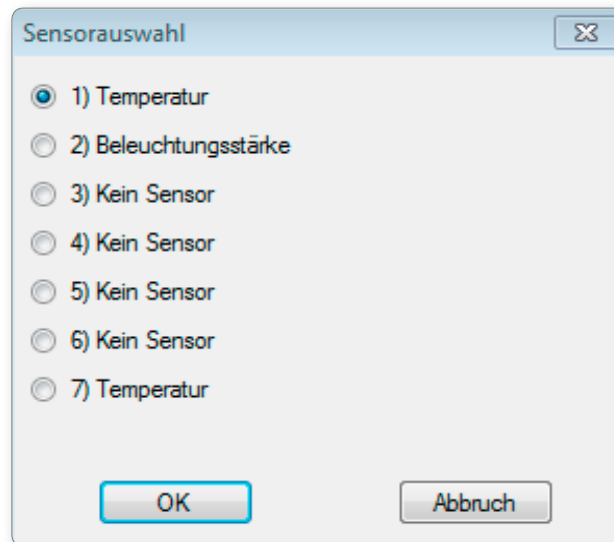 Sensorauswahl
1) Temperatur
2) Beleuchtungsstärke
3) Kein Sensor
4) Kein Sensor
5) Kein Sensor
6) Kein Sensor
7) Temperatur
OK Abbruch